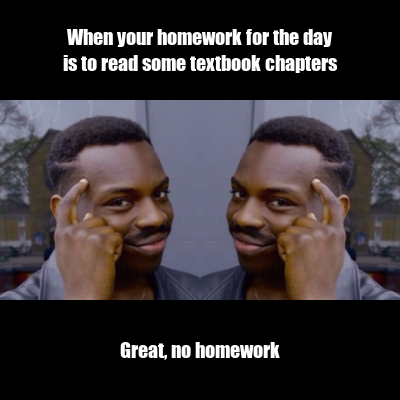 When your homework for the day
is to read some textbook chapters
Great, no homework